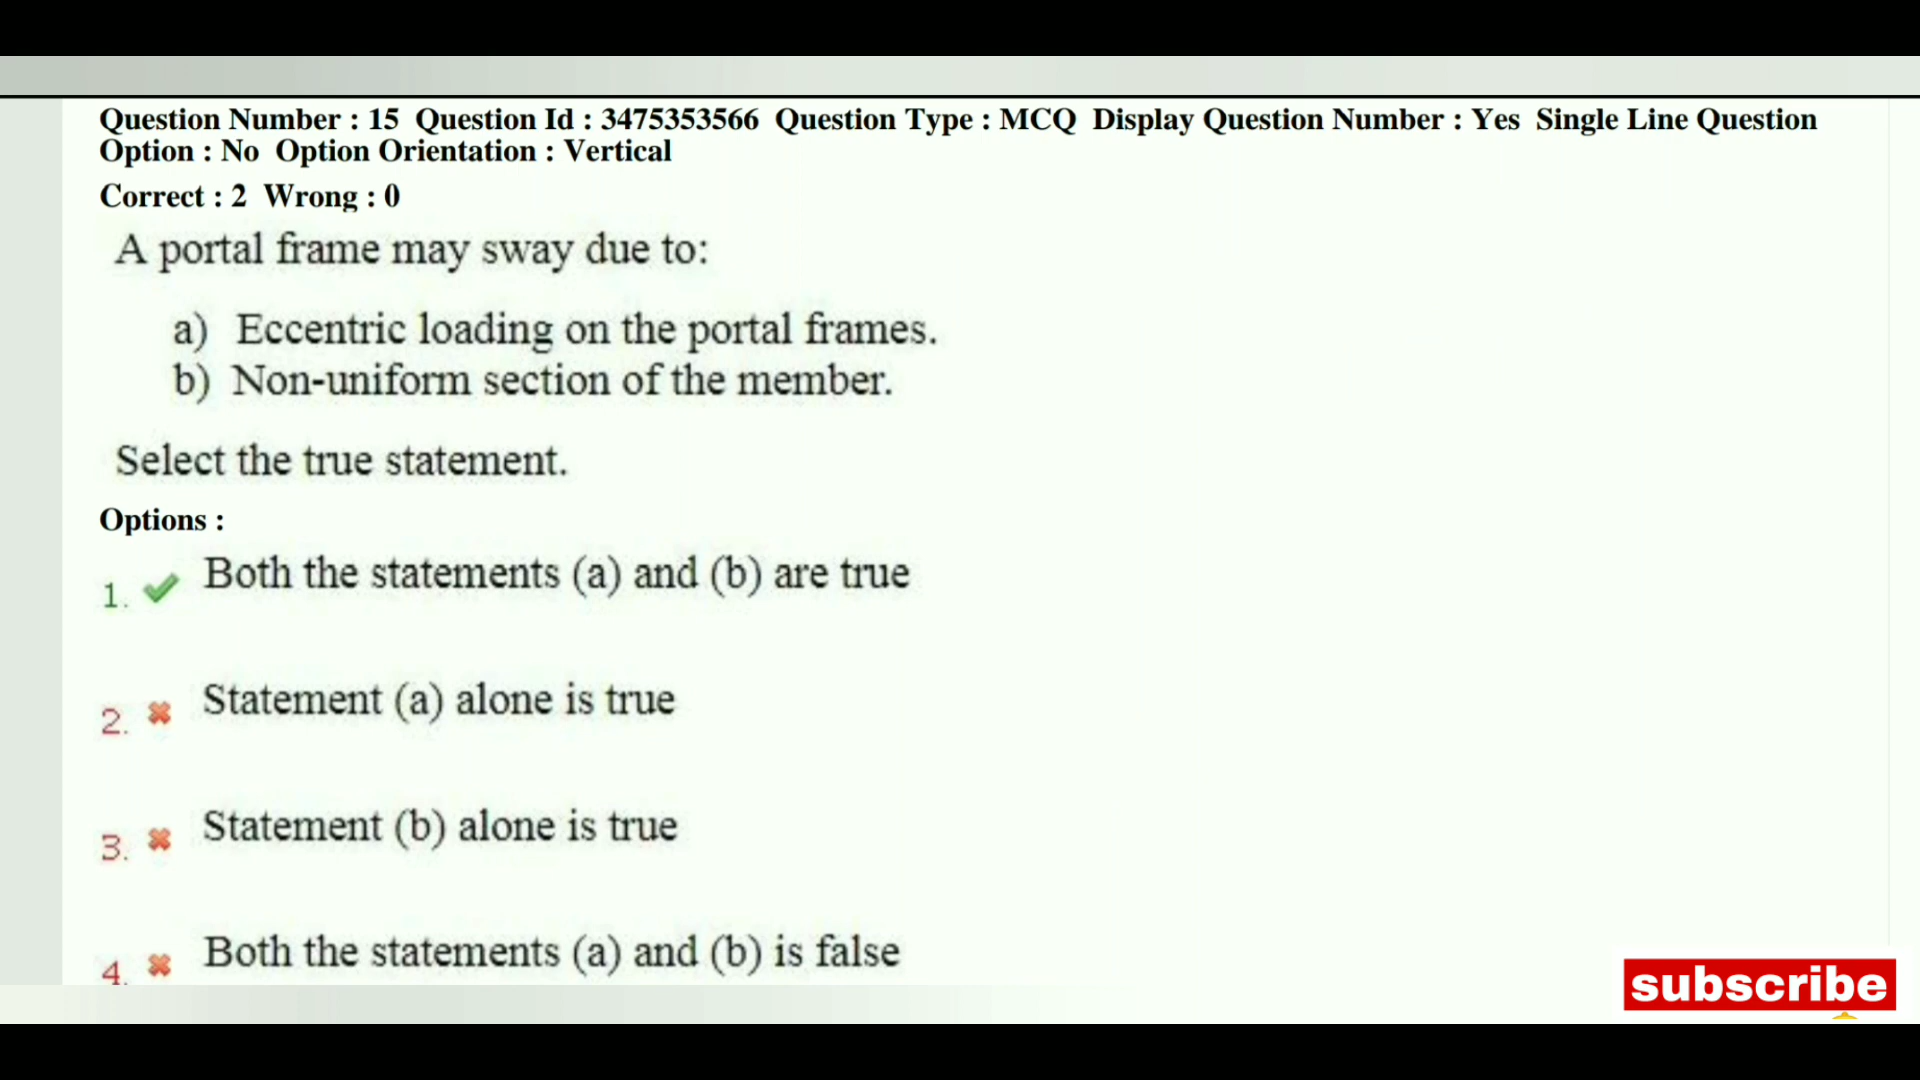 Question Number : 15 Question Id : 3475353566 Question Type : MCQ Display Question Number : Yes Single Line Question
Option : No Option Orientation : Vertical
Correct : 2 Wrong : 0
A portal frame may sway due to:
a) Eccentric loading on the portal frames.
b) Non-uniform section of the member.
Select the true statement.
Options :
1. Both the statements (a) and (b) are true
2. Statement (a) alone is true
3. Statement (b) alone is true
4. Both the statements (a) and (b) is false
subscribe